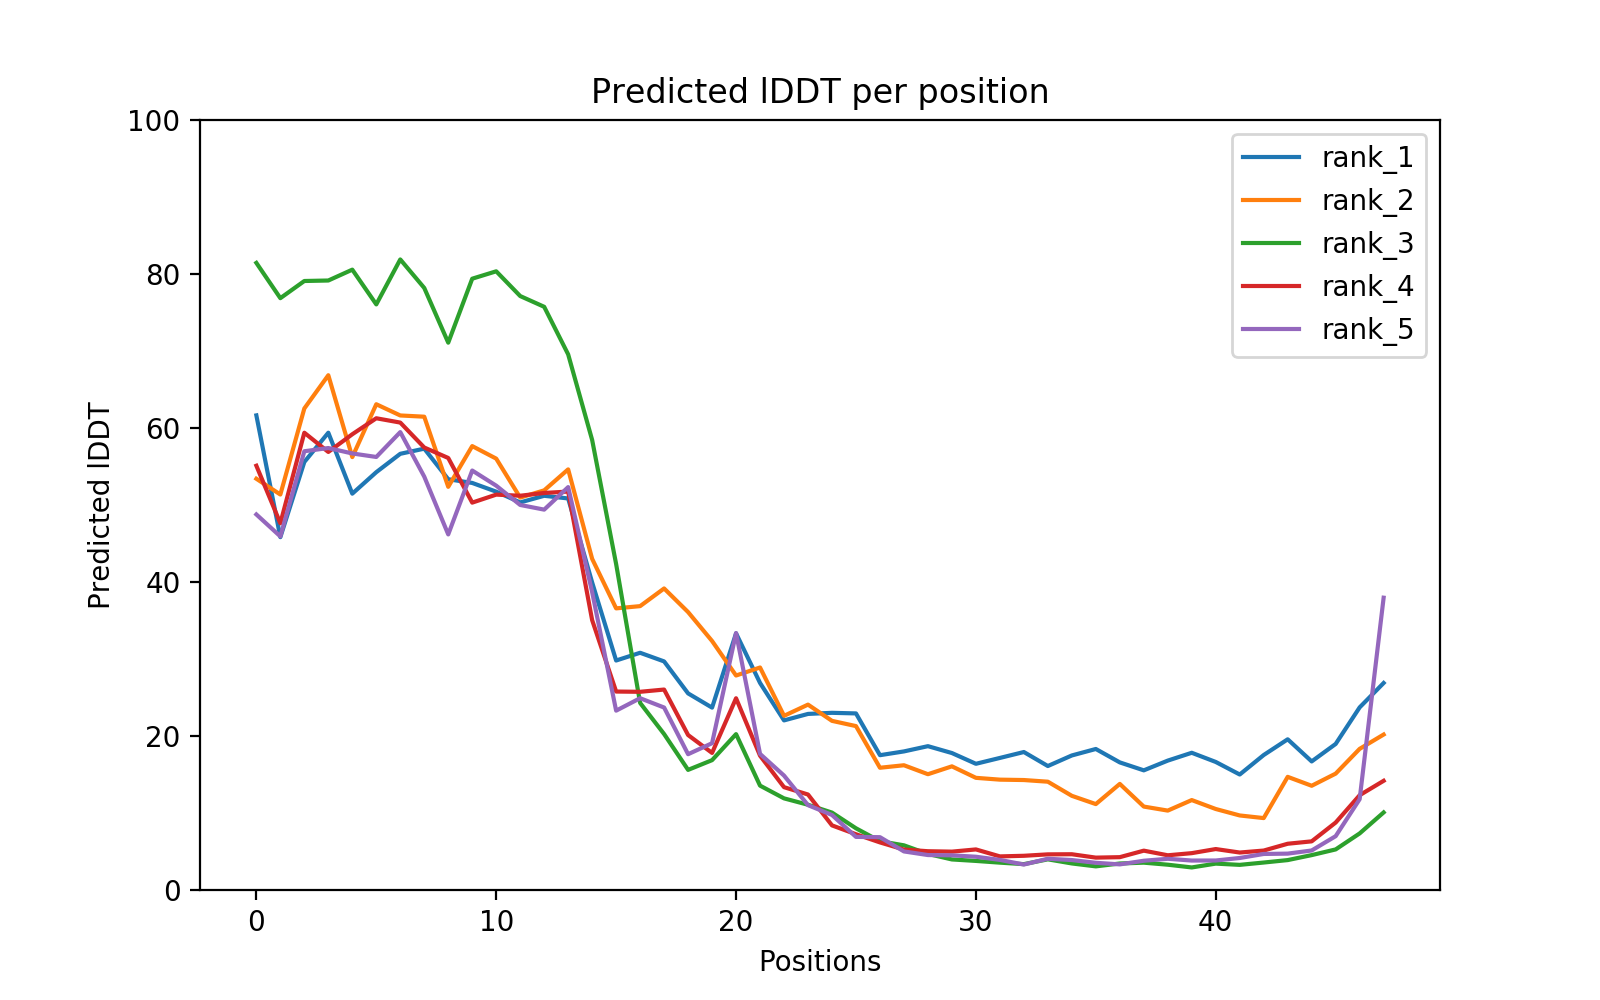 Predicted lDDT per position
100
80
60
40
20
0
Predicted lDDT
rank_1
rank_2
rank_3
rank_4
rank_5
0 10 20 30 40
Positions